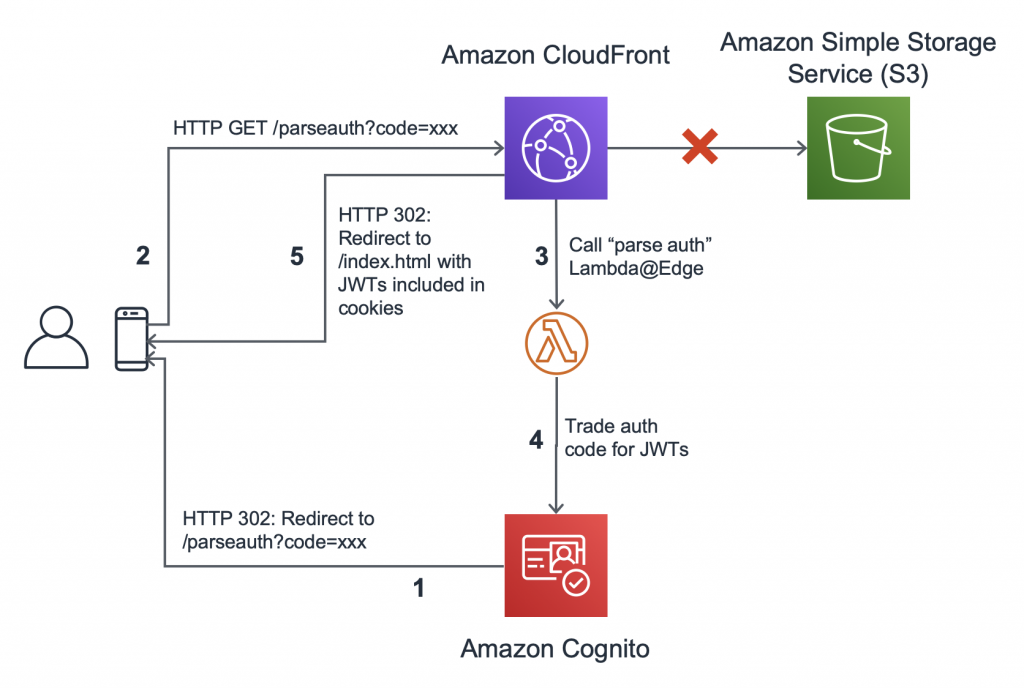 Amazon CloudFront
Amazon Simple Storage
Service (S3)
HTTP GET /parseauth?code=xxx
2
5
HTTP 302:
Redirect to
/index.html with
JWTs included in
cookies
3
Call “parse auth”
Lambda@Edge
4
Trade auth
code for JWTs
HTTP 302: Redirect to
/parseauth?code=xxx
1
Amazon Cognito